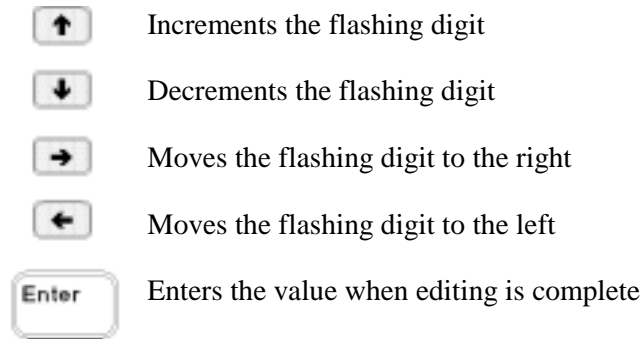 Increments the flashing digit
Decrements the flashing digit
Moves the flashing digit to the right
Moves the flashing digit to the left
Enter Enters the value when editing is complete